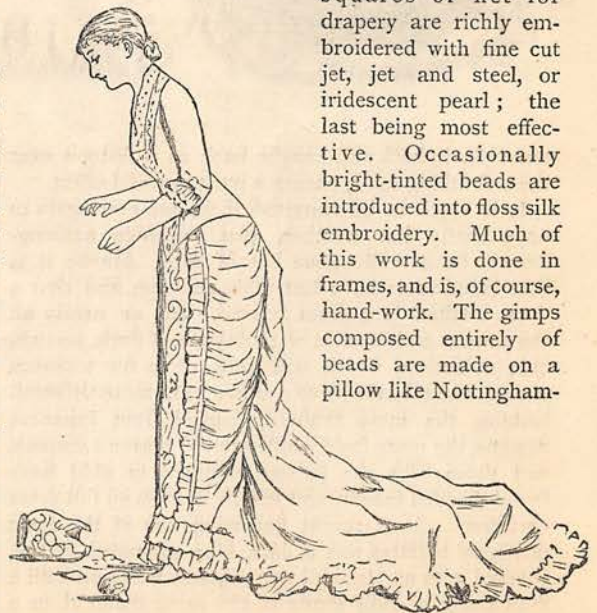 squares of net for
drapery are richly em-
broidered with fine cut
jet, jet and steel, or
iridescent pearl; the
last being most effec-
tive. Occasionally
bright-tinted beads are
introduced into floss silk
embroidery. Much of
this work is done in
frames, and is, of course,
hand-work. The gimps
composed entirely of
beads are made on a
pillow like Nottingham-